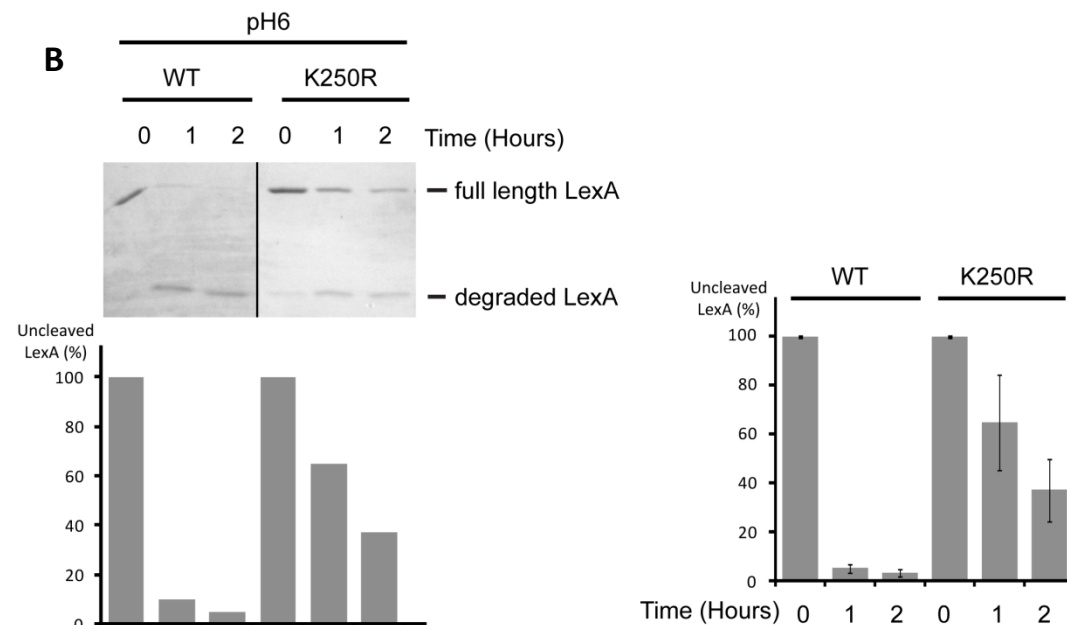 pH6
B
WT K250R
0 1 2 0 1 2 Time (Hours)
full length LexA
degraded LexA
Uncleaved
LexA (%)
100
80
60
40
20
0
WT K250R
Uncleaved
LexA (%)
100
80
60
40
20
0
Time (Hours) 0 1 2 0 1 2